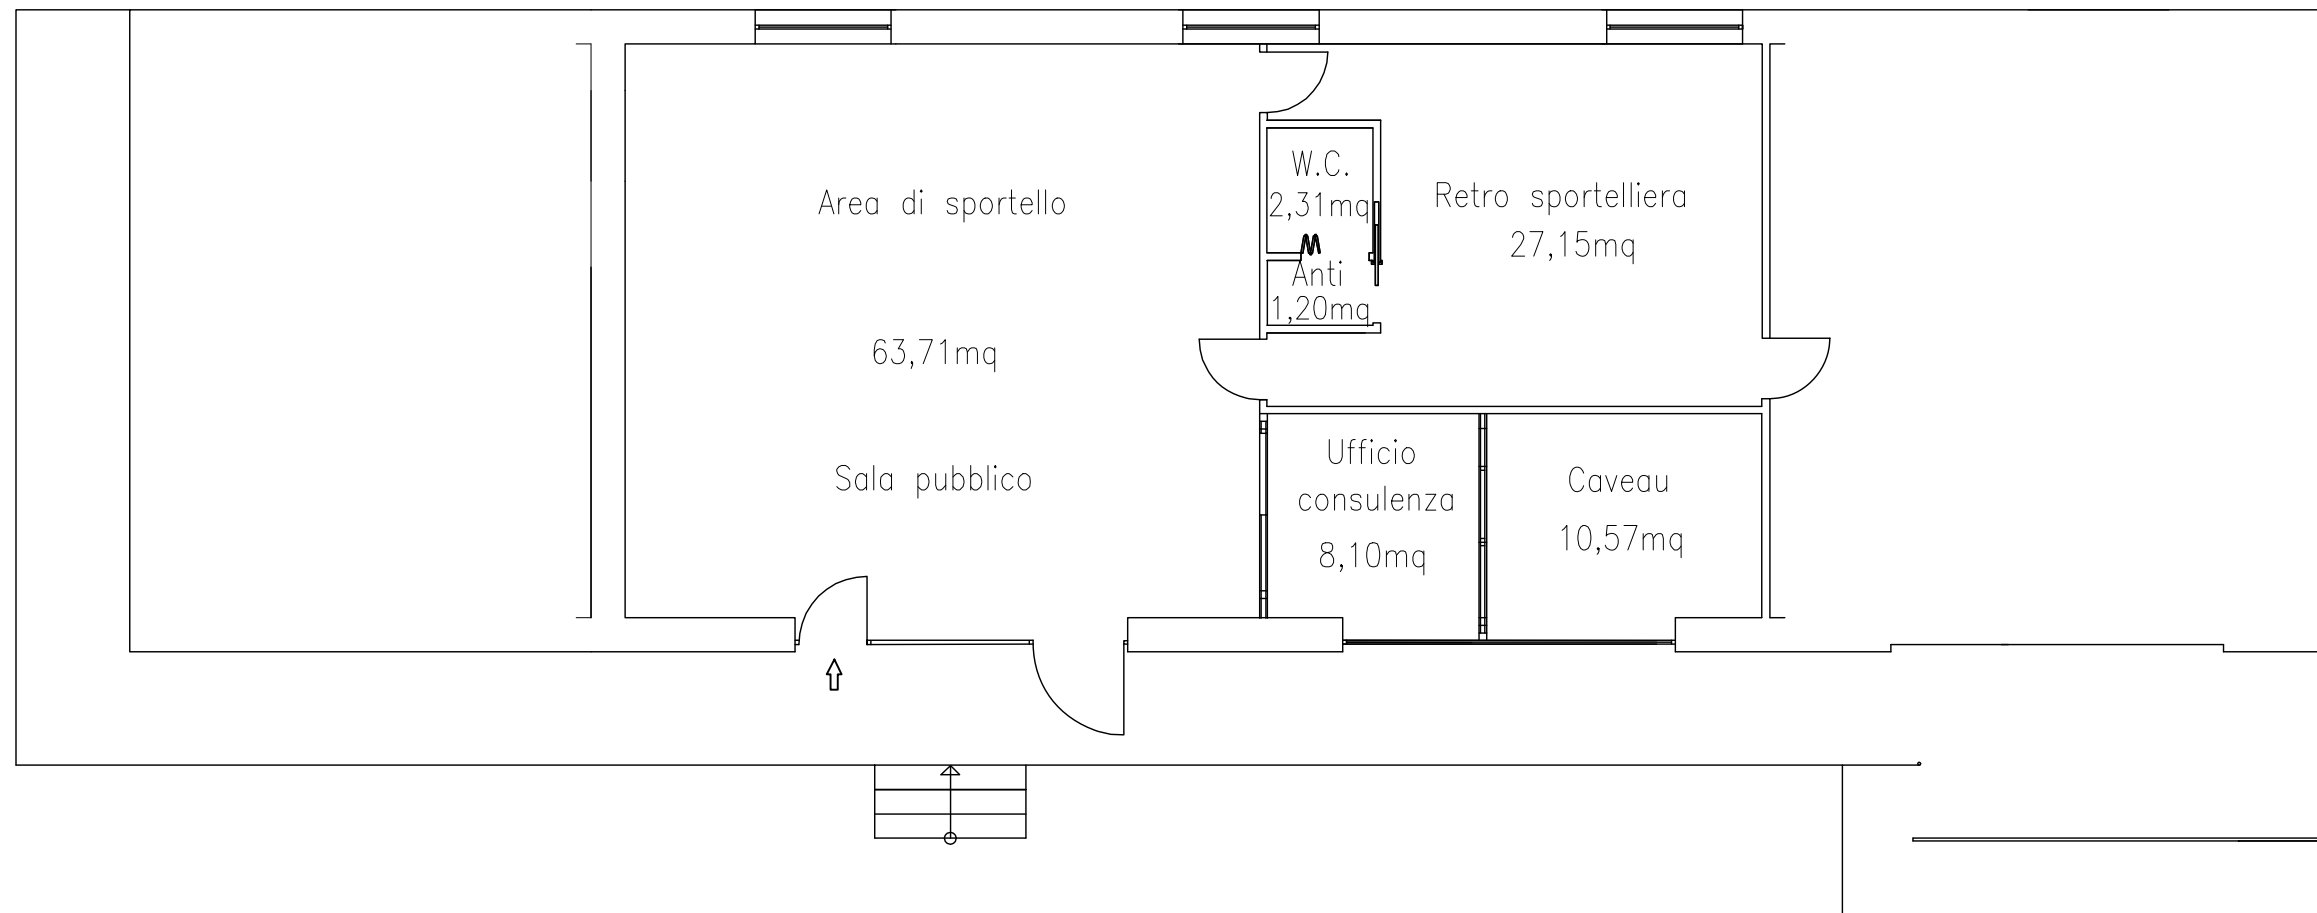 Area di sportello
63,71mq
Sala pubblico
W.C.
2,31mq
Anti
1,20mq
Retro sportelliera
27,15mq
Ufficio
consulenza
8,10mq
Caveau
10,57mq